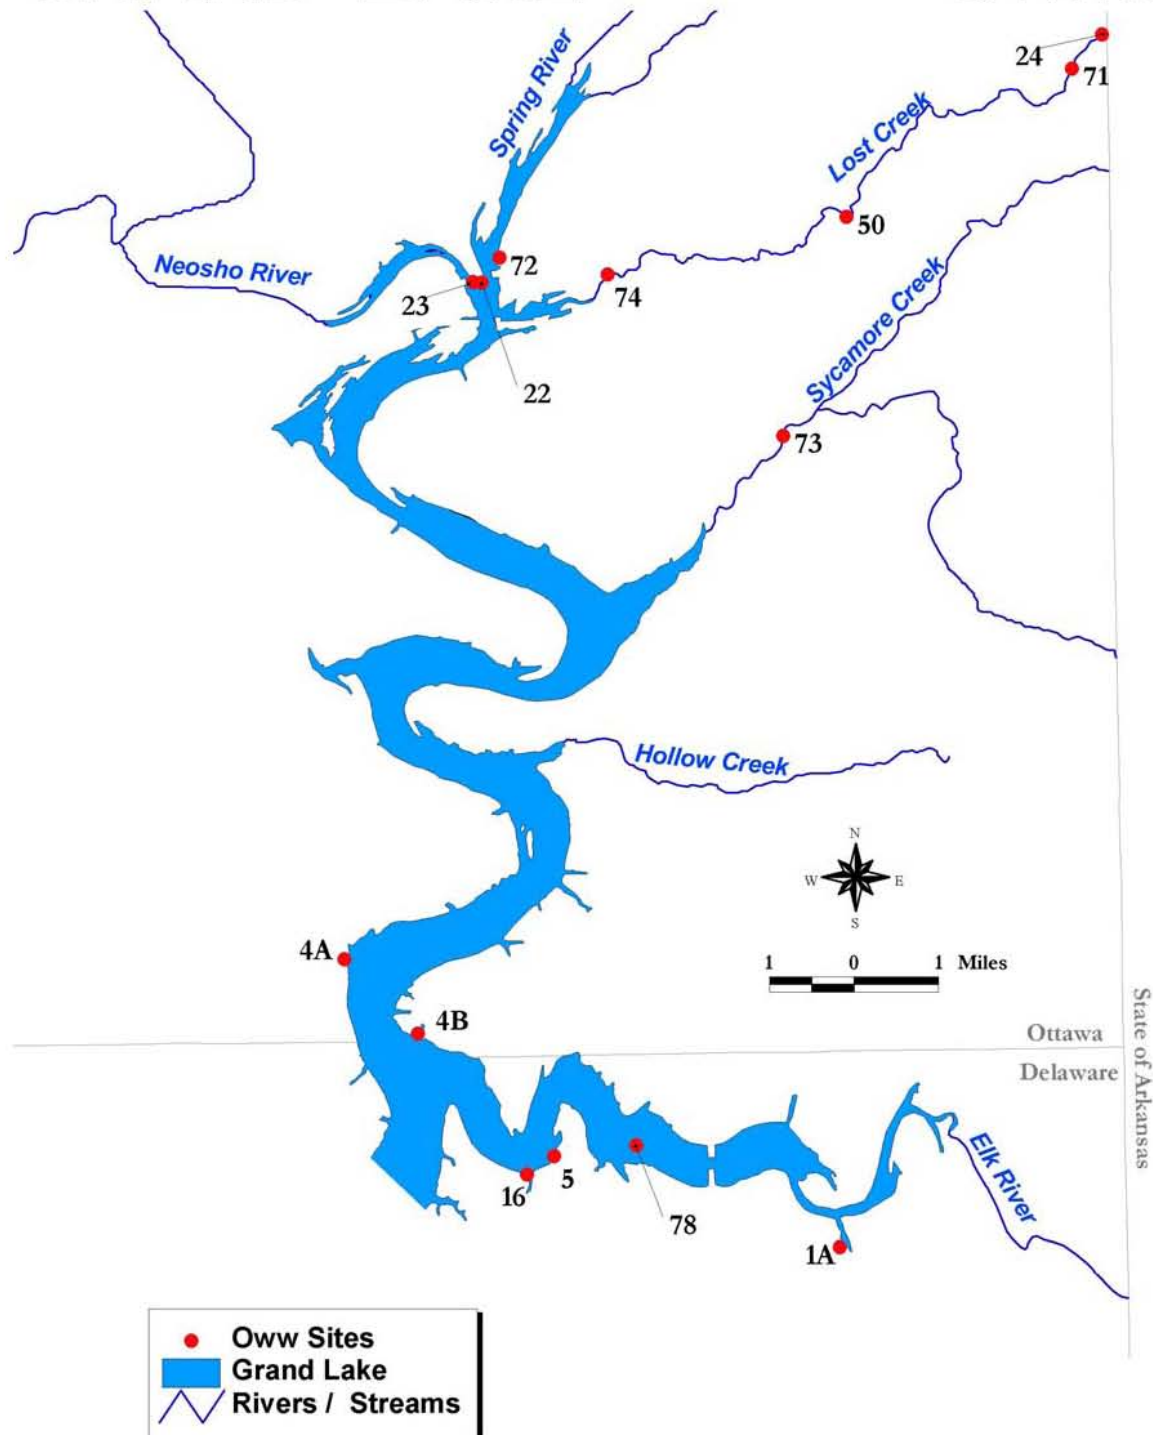 Spring River
24
71
Lost Creek
50
72
Neosho River
23
74
Sycamore Creek
22
73
Hollow Creek
N
W E
S
4A
1 0 1 Miles
4B
State of Arkansas
Ottawa
Delaware
Elk River
5
16
78
1A
Oww Sites
Grand Lake
Rivers / Streams